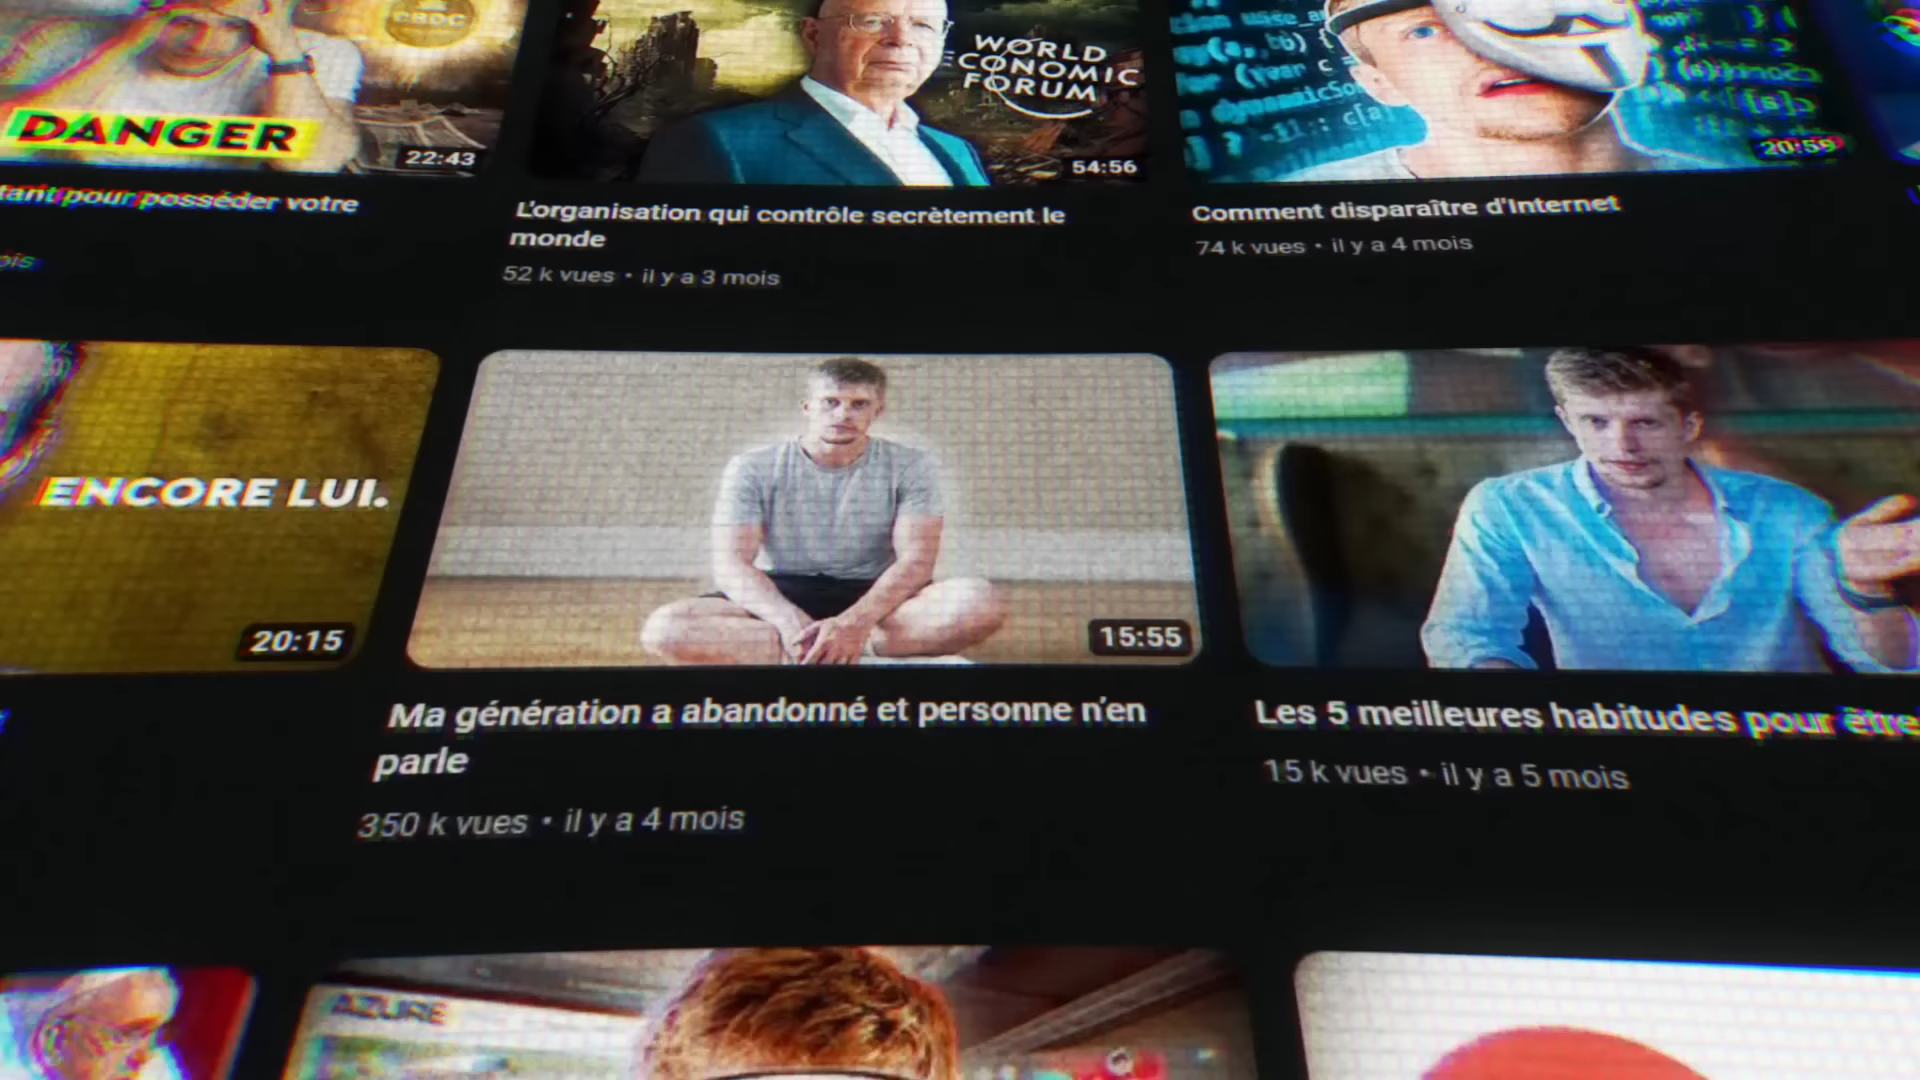 CBDC
DANGER
22:43
tant pour posséder votre
ois
WORLD
CONOMIC
FORUM
54:56
L'organisation qui contrôle secrètement le
monde
52 k vues • il y a 3 mois
20:59
Comment disparaître d'Internet
74 k vues • il y a 4 mois
ENCORE LUI.
20:15
15:55
Ma génération a abandonné et personne n'en
parle
350 k vues • il y a 4 mois
Les 5 meilleures habitudes pour être
15 k vues • il y a 5 mois
AZURE